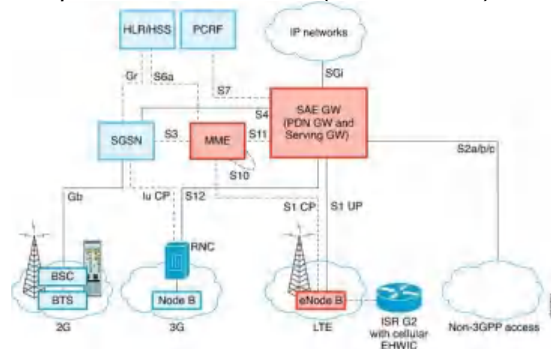 HLR/HSS
PCRF
IP networks
Gr
S6a
S7
SGi
S4
SAE GW
(PDN GW and
Serving GW)
SGSN
S3
MME
S11
S2a/b/c
S10
Gb
Iu CP
S12
S1 CP
S1 UP
RNC
BSC
BTS
Node B
eNode B
2G
3G
LTE
ISR G2
with cellular
EHWIC
Non-3GPP access